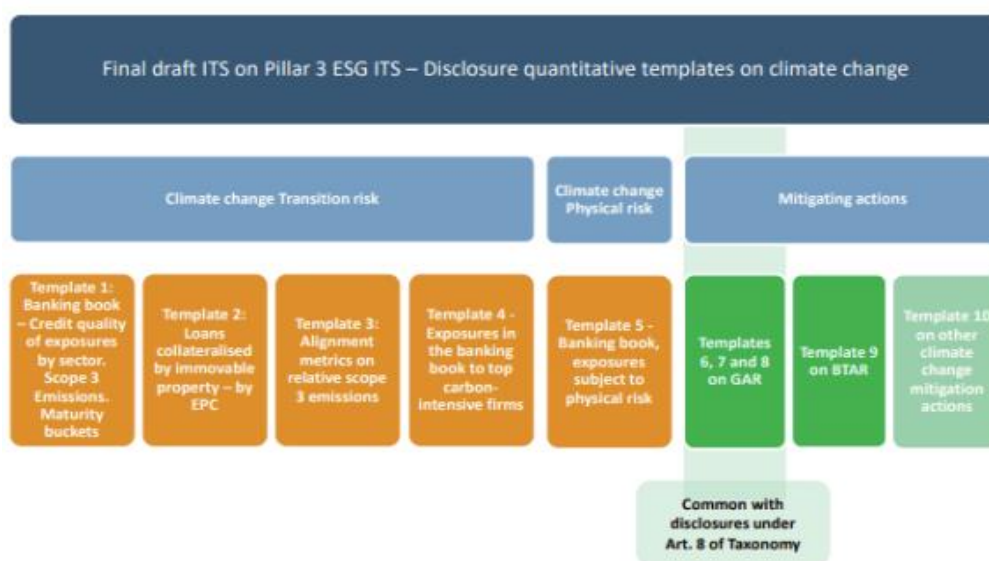 Final draft ITS on Pillar 3 ESG ITS – Disclosure quantitative templates on climate change
Climate change Transition risk
Climate change
Physical risk
Mitigating actions
Template 1:
Banking book
– Credit quality
of exposures
by sector.
Scope 3
Emissions.
Maturity
buckets
Template 2:
Loans
collateralised
by immovable
property – by
EPC
Template 3:
Alignment
metrics on
relative scope
3 emissions
Template 4 -
Exposures in
the banking
book to top
carbon-
intensive firms
Template 5 -
Banking book,
exposures
subject to
physical risk
Templates
6, 7 and 8
on GAR
Template 9
on BTAR
Template 10
on other
climate
change
mitigation
actions
Common with
disclosures under
Art. 8 of Taxonomy